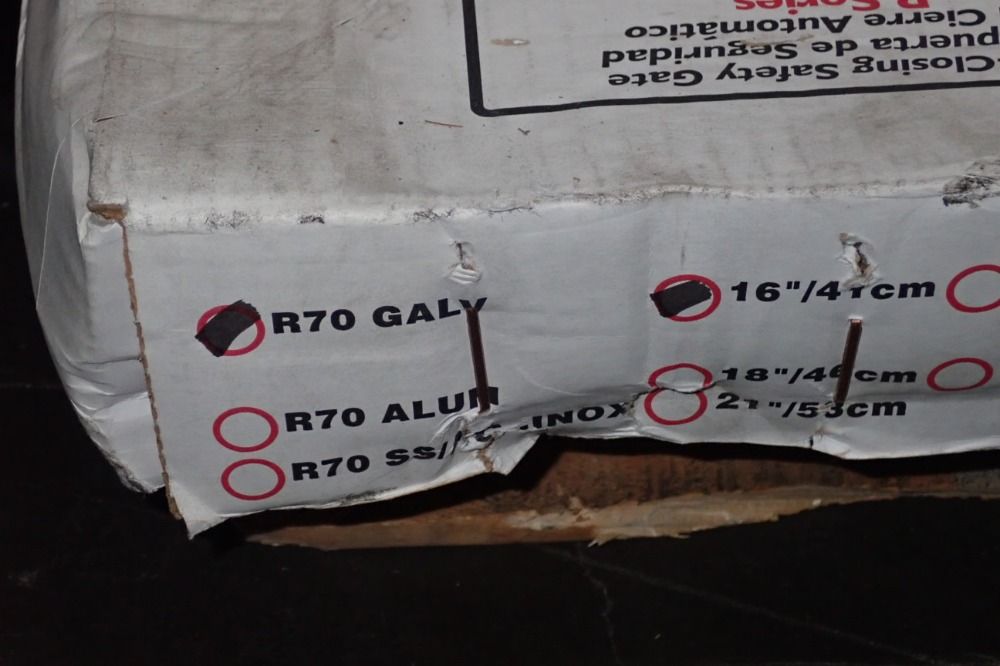 Closing Safety Gate
puerta de Seguridad
Cierre Automático
R Series
R70 GALV
16"/41cm
R70 ALUM
18"/46cm
R70 SS// INOX
21"/53cm